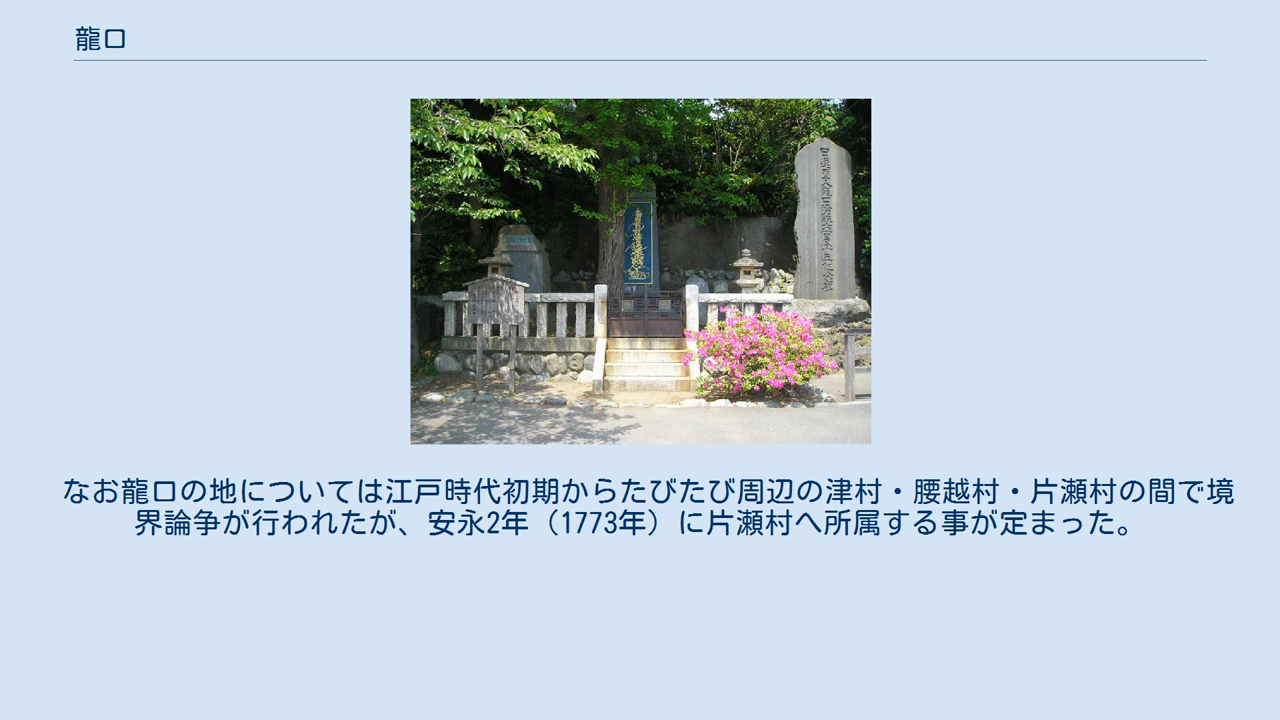 龍口
なお龍口の地については江戸時代初期からたびたび周辺の津村・腰越村・片瀬村の間で境
界論争が行われたが、安永2年（1773年）に片瀬村へ所属する事が定まった。